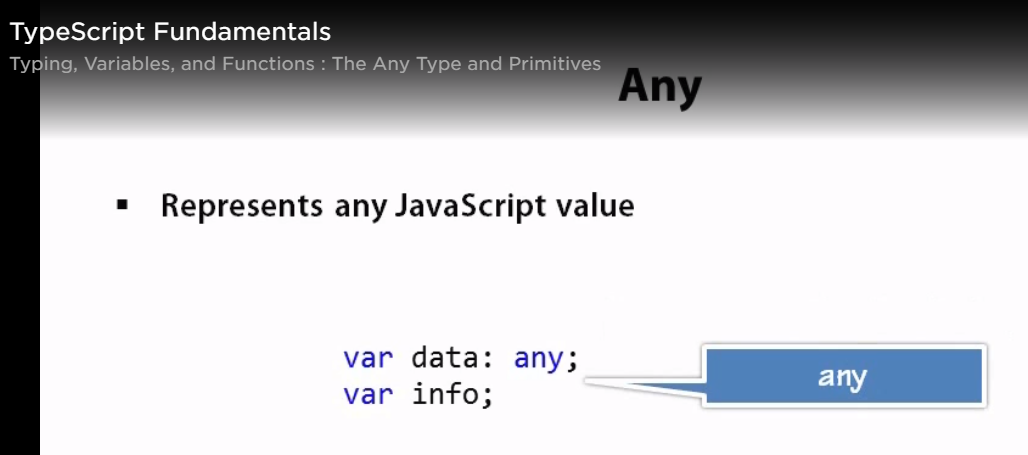 TypeScript Fundamentals
Typing, Variables, and Functions : The Any Type and Primitives
Any
▪ Represents any JavaScript value
var data: any;
var info;
any